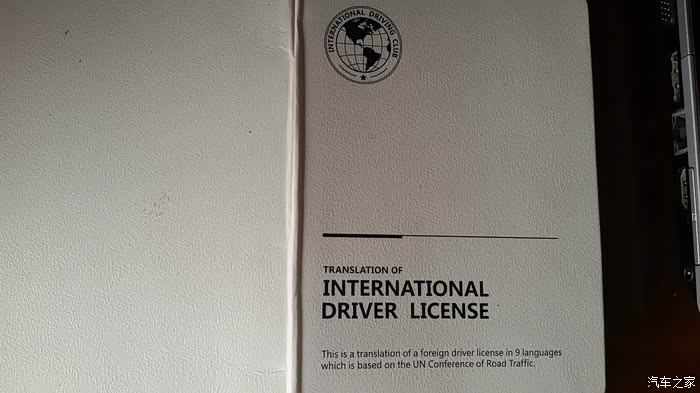 INTERNATIONAL DRIVING CLUB
TRANSLATION OF
INTERNATIONAL
DRIVER LICENSE
This is a translation of a foreign driver license in 9 languages
which is based on the UN Conference of Road Traffic.
汽车之家